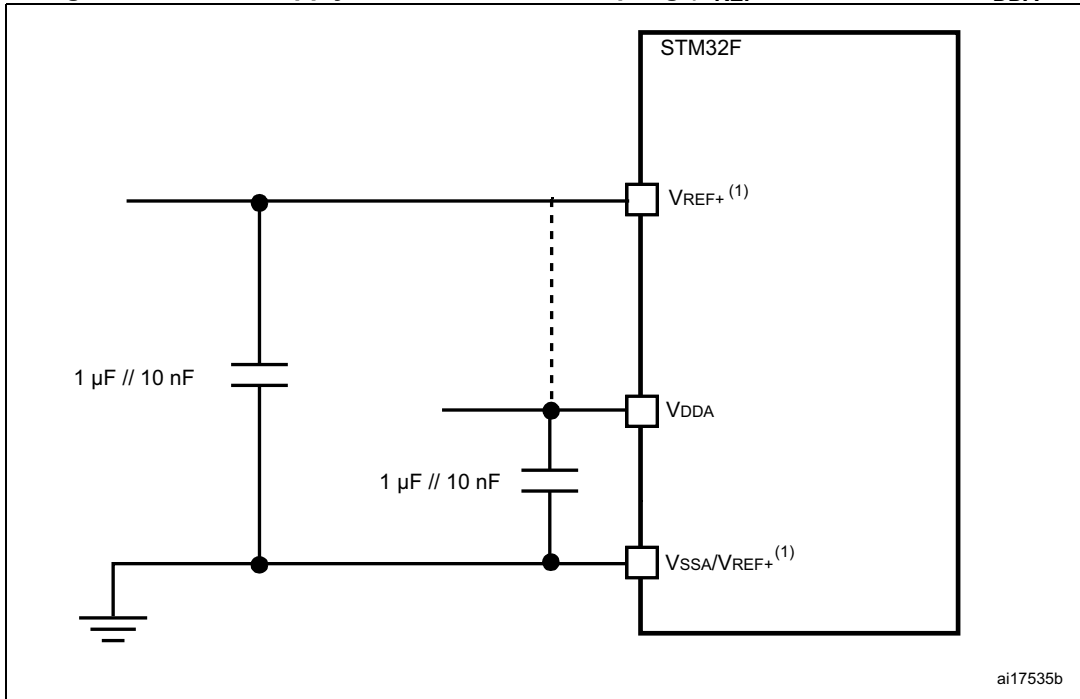 STM32F
VREF+ (1)
1 µF // 10 nF
VDDA
1 µF // 10 nF
VSSA/VREF+ (1)
ai17535b